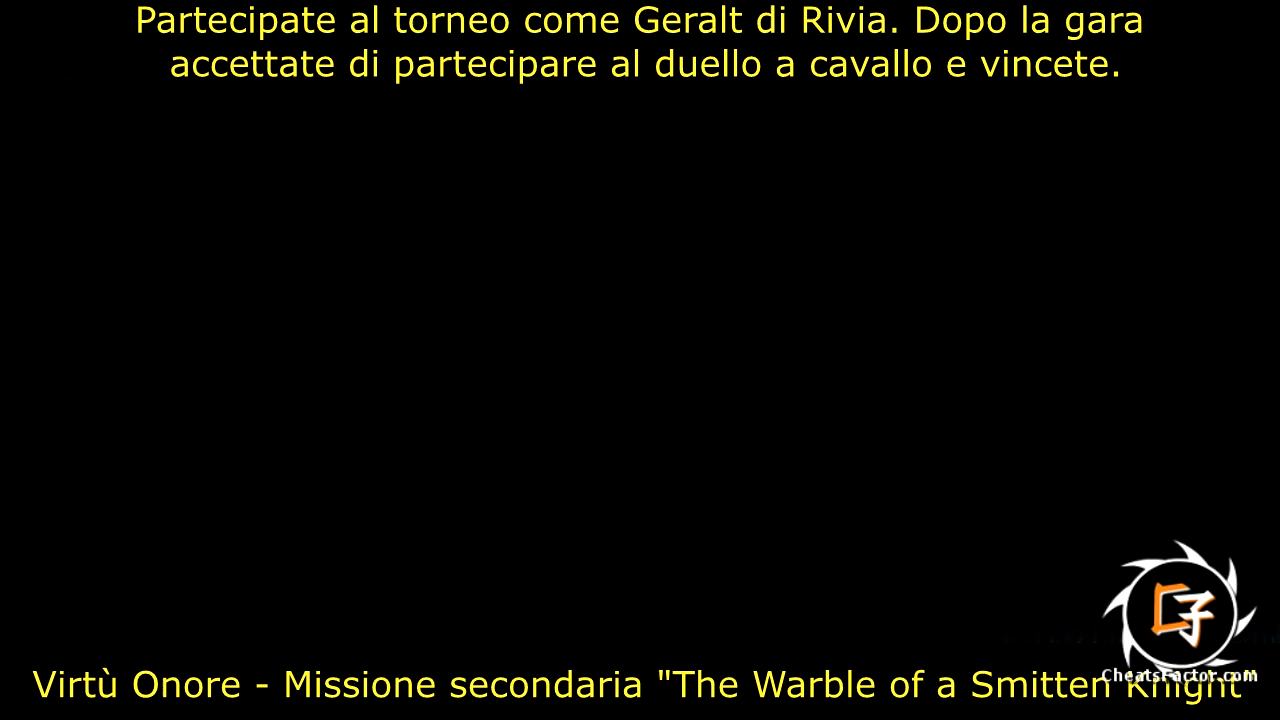 Partecipate al torneo come Geralt di Rivia. Dopo la gara
accettate di partecipare al duello a cavallo e vincete.
CheatsFactor.com
Virtù Onore - Missione secondaria "The Warble of a Smitten Knight"